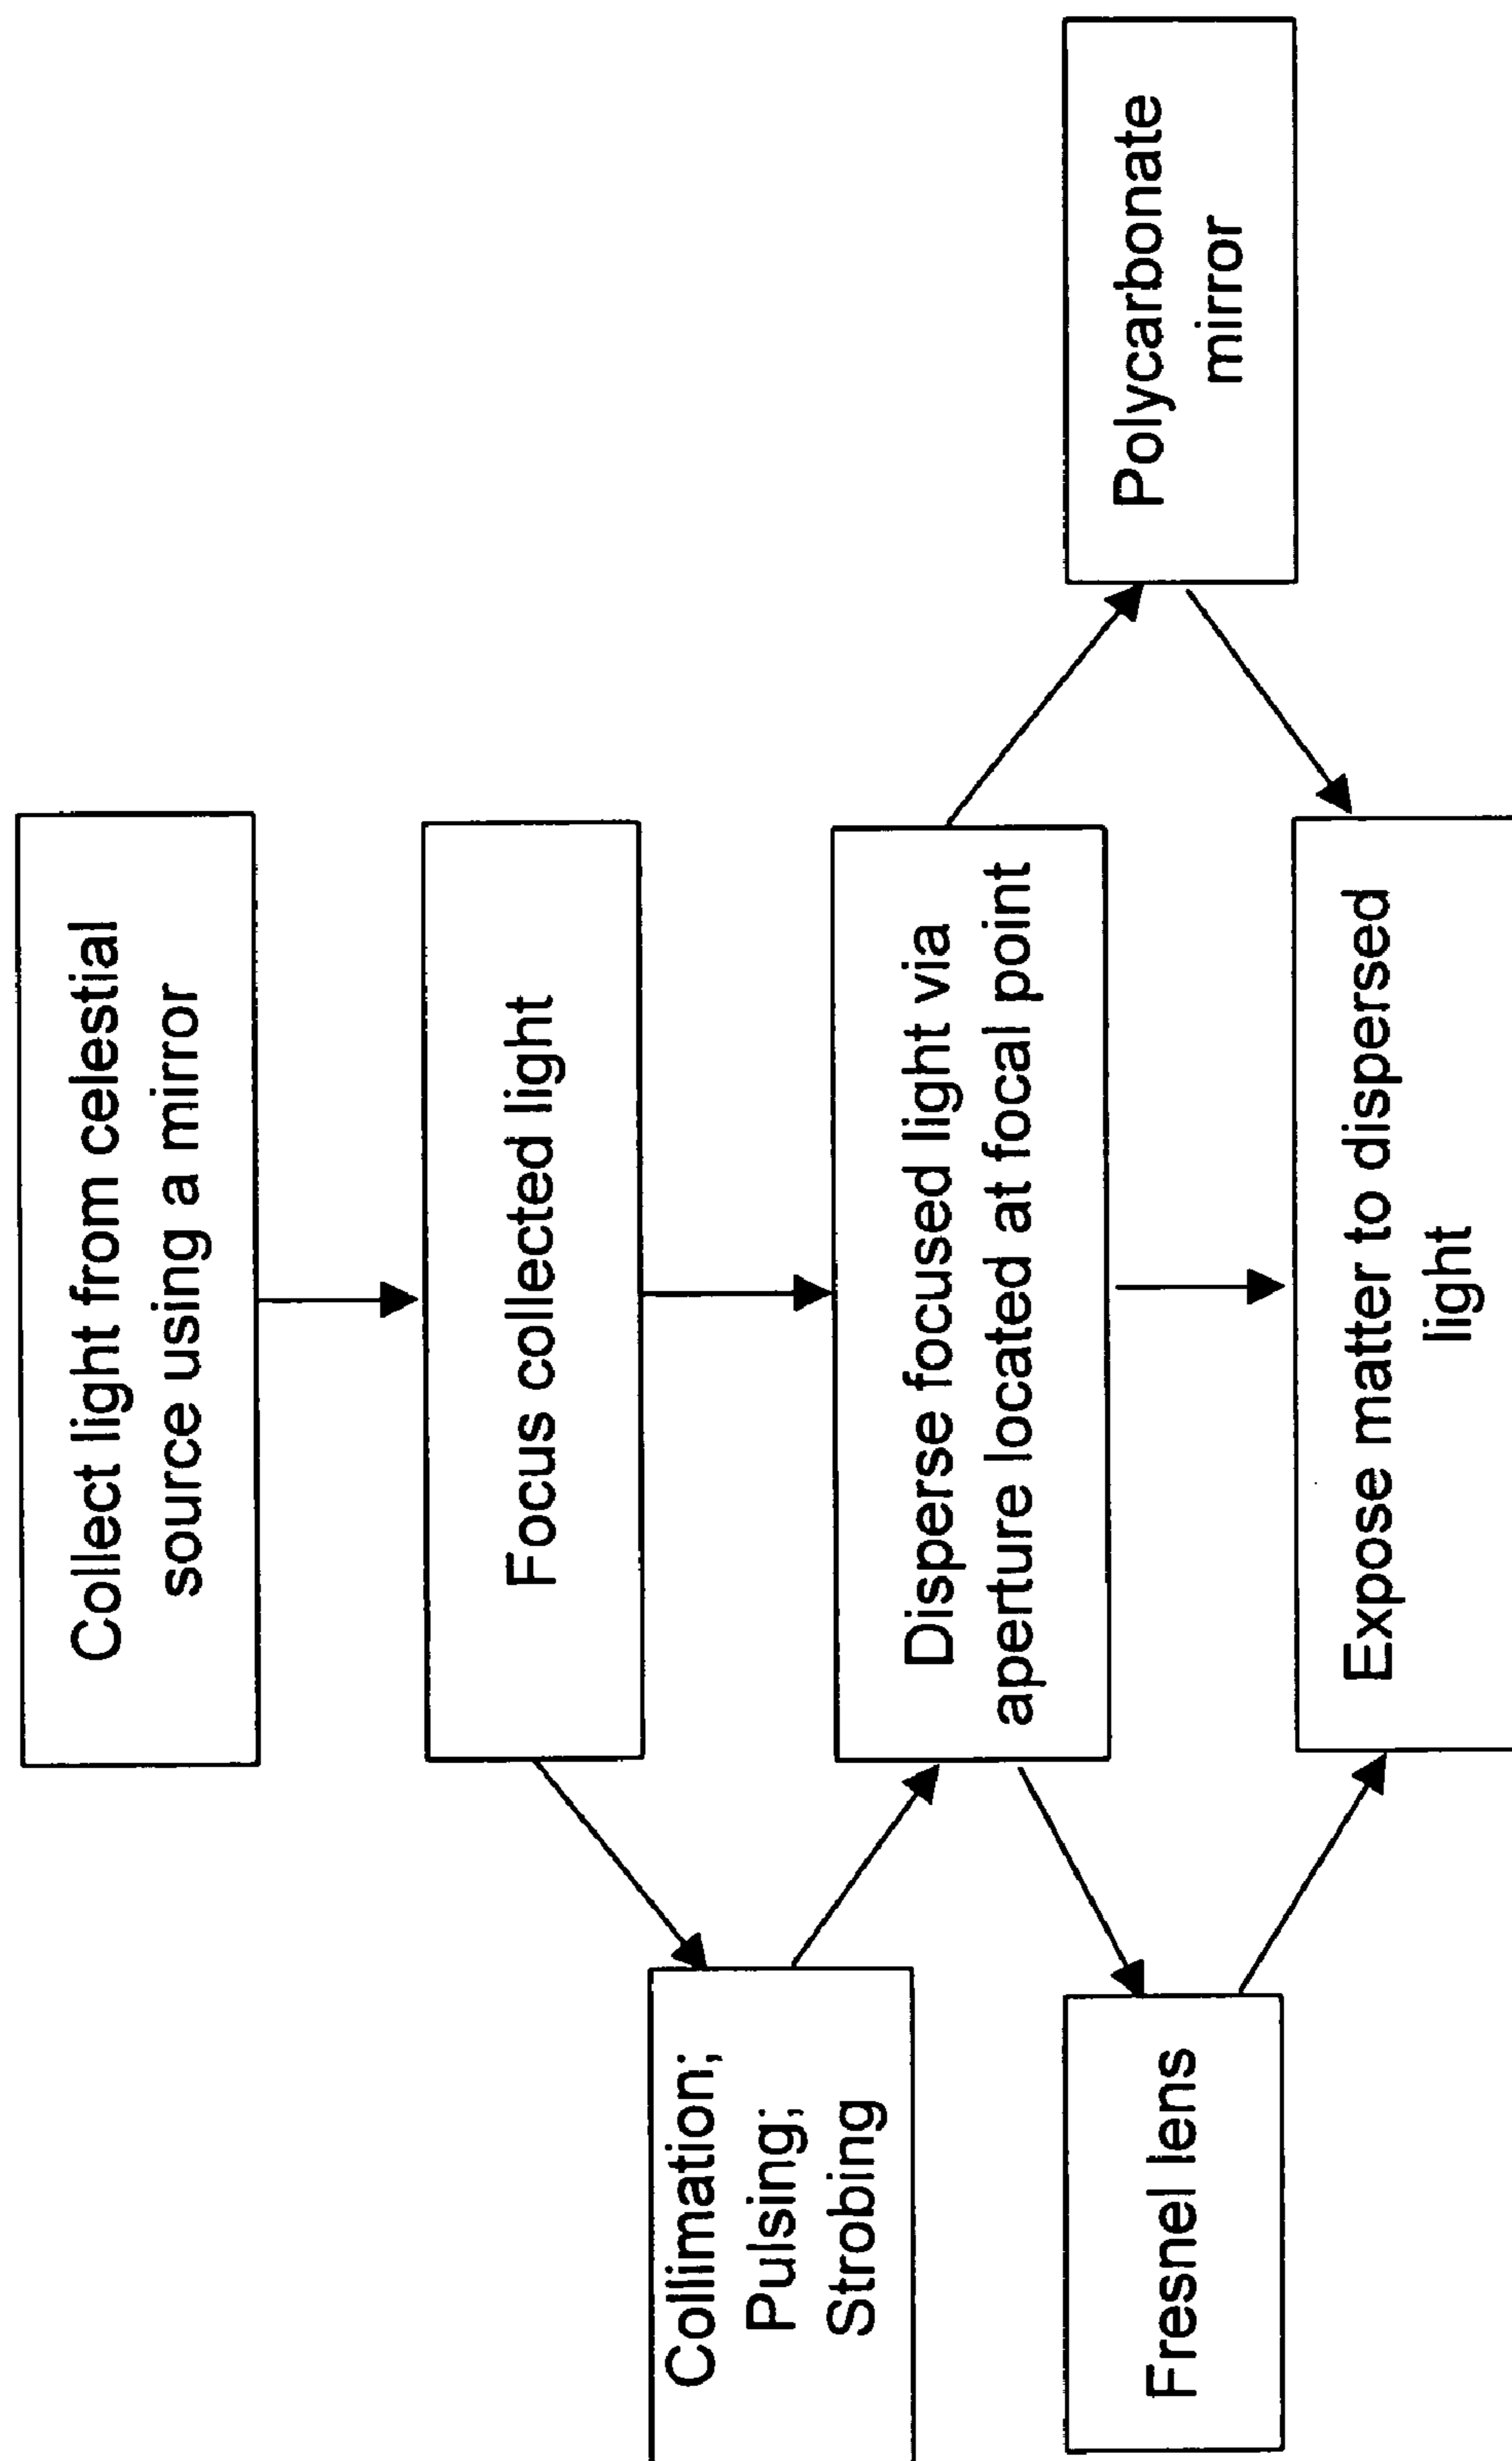 Collect light from celestial
source using a mirror
Focus collected light
Collimation;
Pulsing;
Strobing
Disperse focused light via
aperture located at focal point
Fresnel lens
Polycarbonate
mirror
Expose matter to dispersed
light